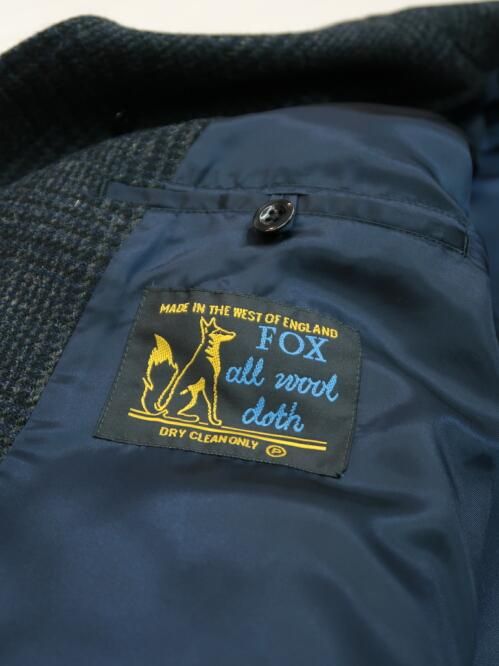 MADE IN THE WEST OF ENGLAND
FOX
all wool
cloth
DRY CLEAN ONLY Ⓟ